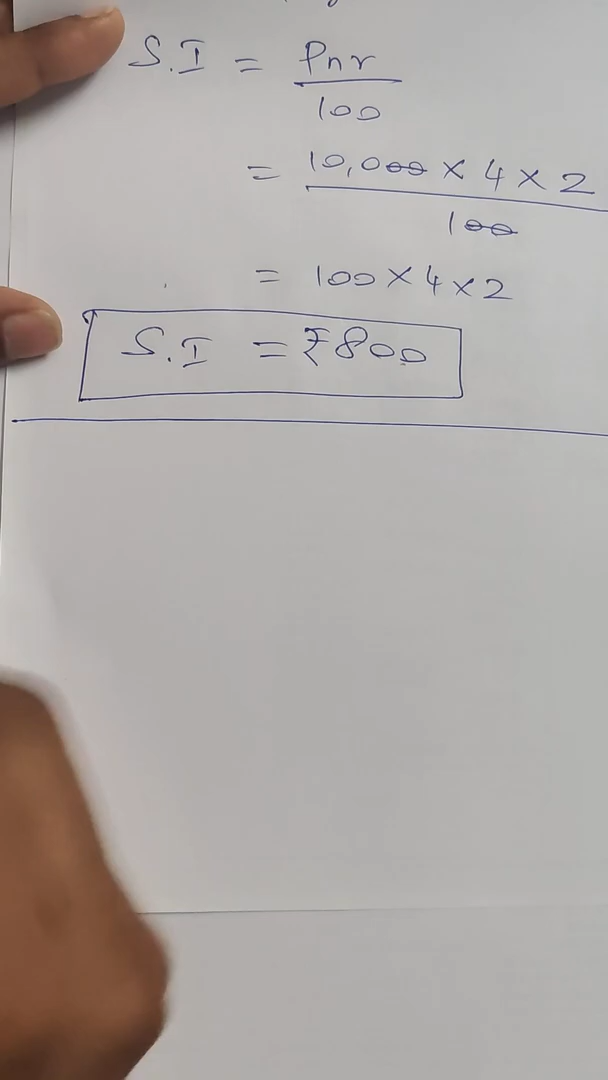 S.I = Pnr
100
= 10,000 × 4 × 2
100
= 100 × 4 × 2
S.I = ₹800